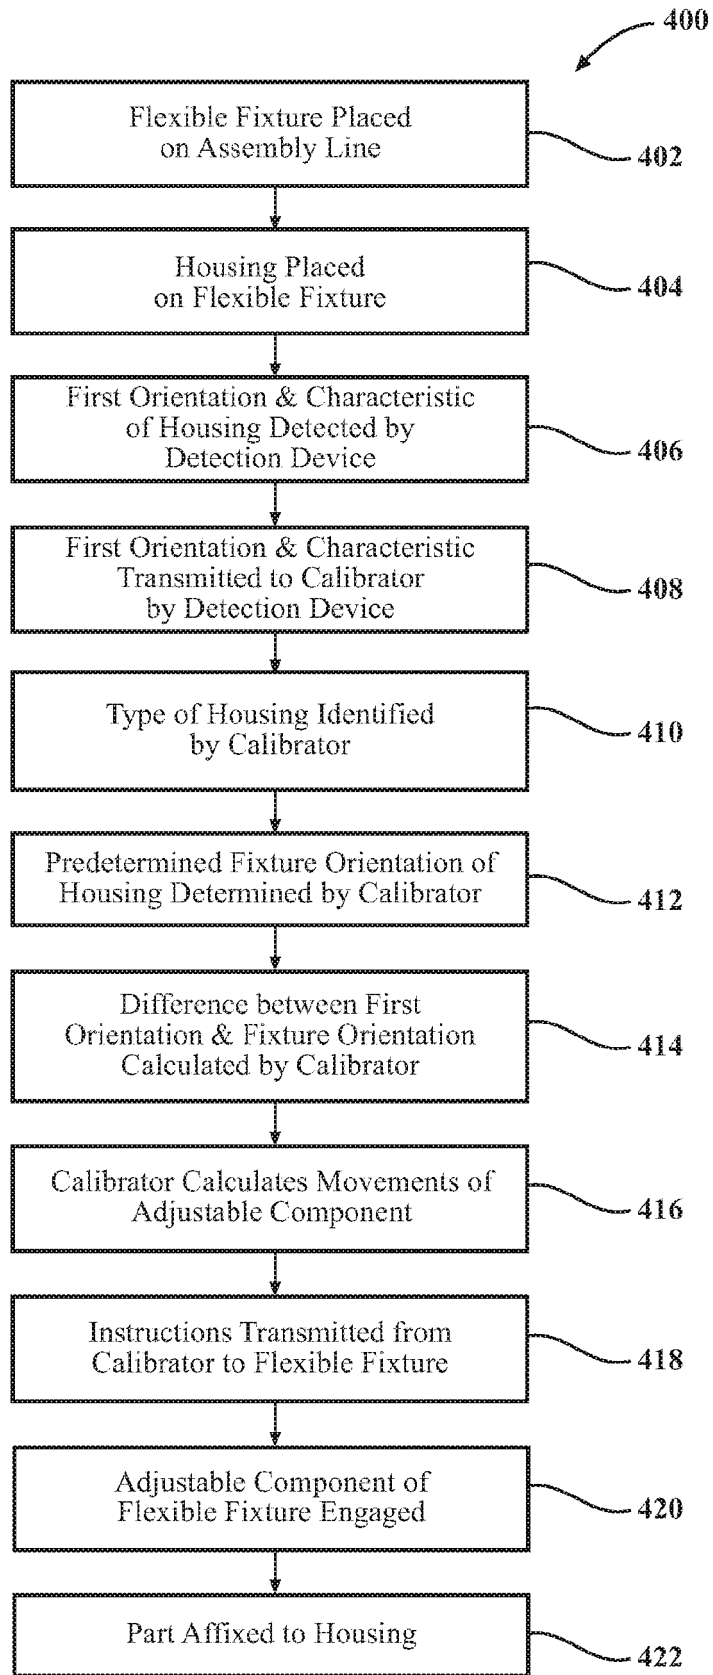 400
Flexible Fixture Placed
on Assembly Line
402
Housing Placed
on Flexible Fixture
404
First Orientation & Characteristic
of Housing Detected by
Detection Device
406
First Orientation & Characteristic
Transmitted to Calibrator
by Detection Device
408
Type of Housing Identified
by Calibrator
410
Predetermined Fixture Orientation of
Housing Determined by Calibrator
412
Difference between First
Orientation & Fixture Orientation
Calculated by Calibrator
414
Calibrator Calculates Movements of
Adjustable Component
416
Instructions Transmitted from
Calibrator to Flexible Fixture
418
Adjustable Component of
Flexible Fixture Engaged
420
Part Affixed to Housing
422